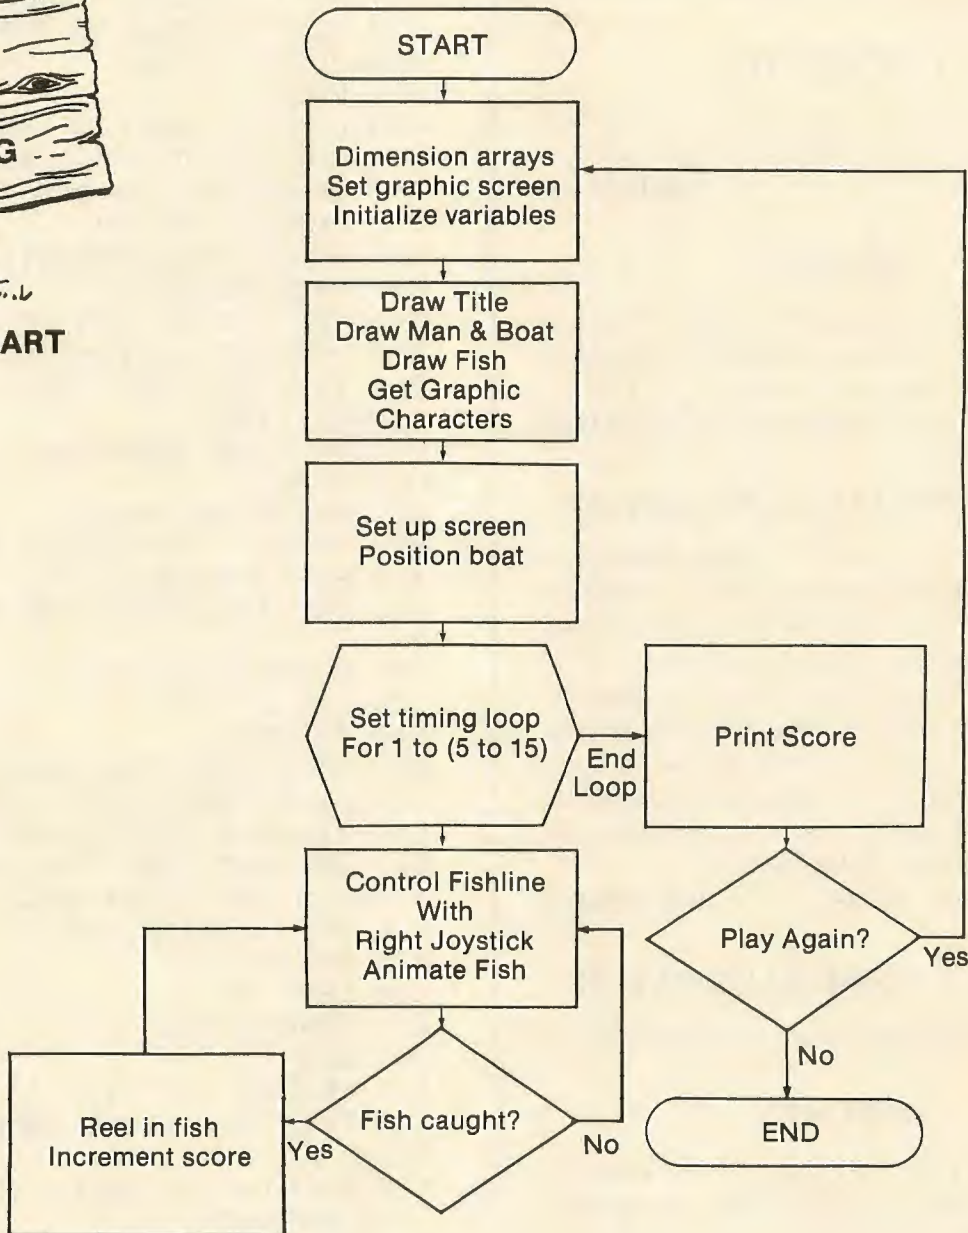 G
ART
START
Dimension arrays
Set graphic screen
Initialize variables
Draw Title
Draw Man & Boat
Draw Fish
Get Graphic
Characters
Set up screen
Position boat
Set timing loop
For 1 to (5 to 15)
End
Loop
Print Score
Control Fishline
With
Right Joystick
Animate Fish
Play Again?
Yes
No
END
Fish caught?
Yes
No
Reel in fish
Increment score